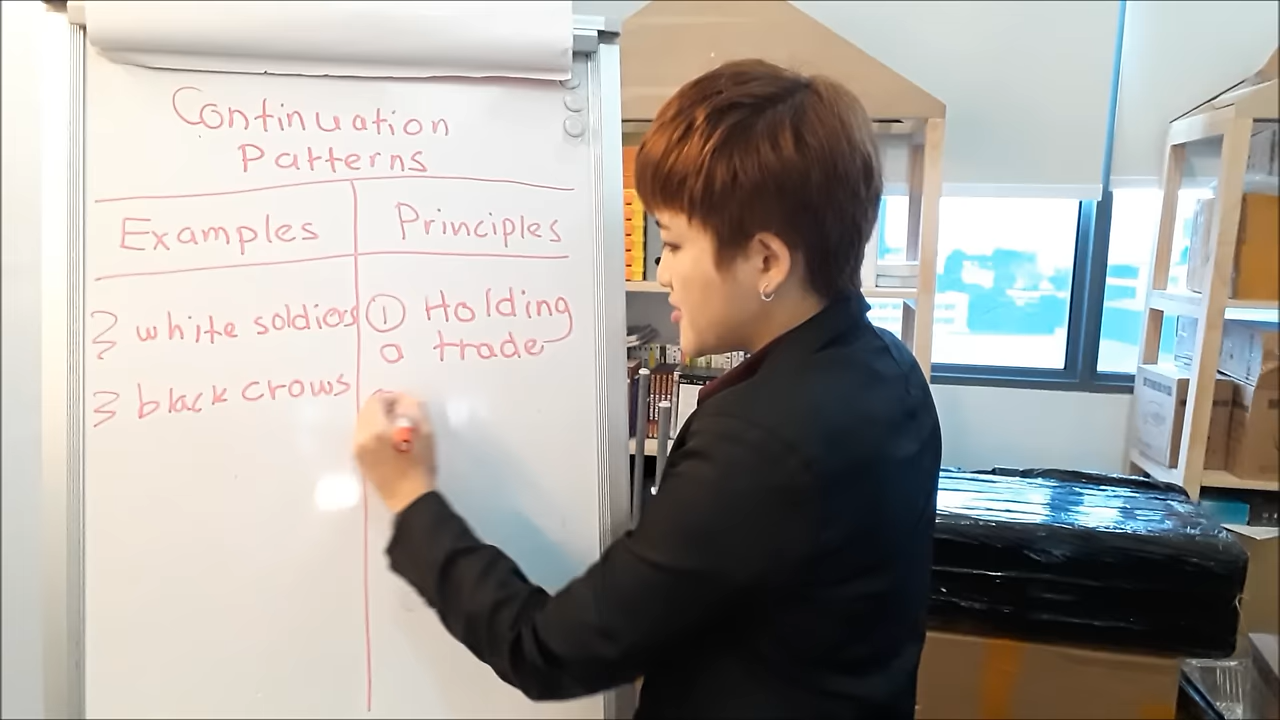 Continuation
Patterns
Examples
Principles
3 white soldiers
3 black crows
① Holding
a trade